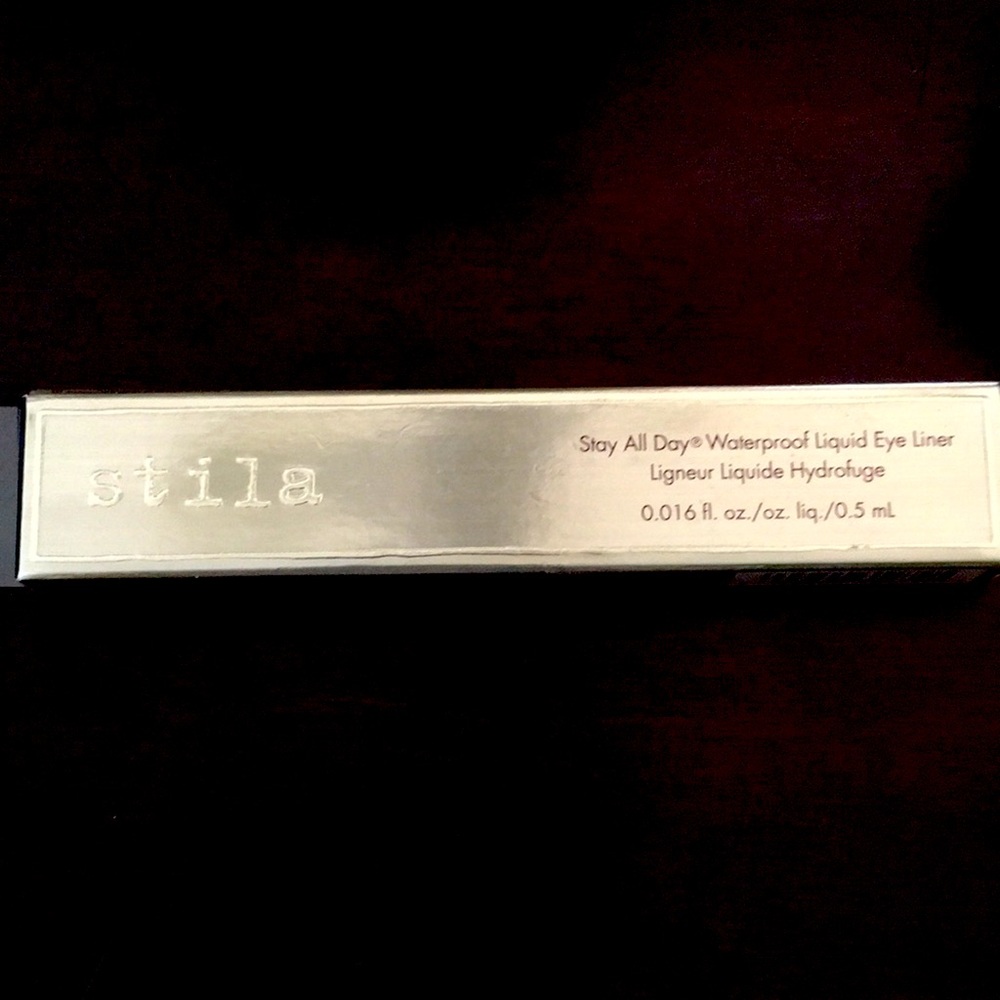 stila
Stay All Day® Waterproof Liquid Eye Liner
Ligneur Liquide Hydrofuge
0.016 fl. oz./oz. liq./0.5 mL